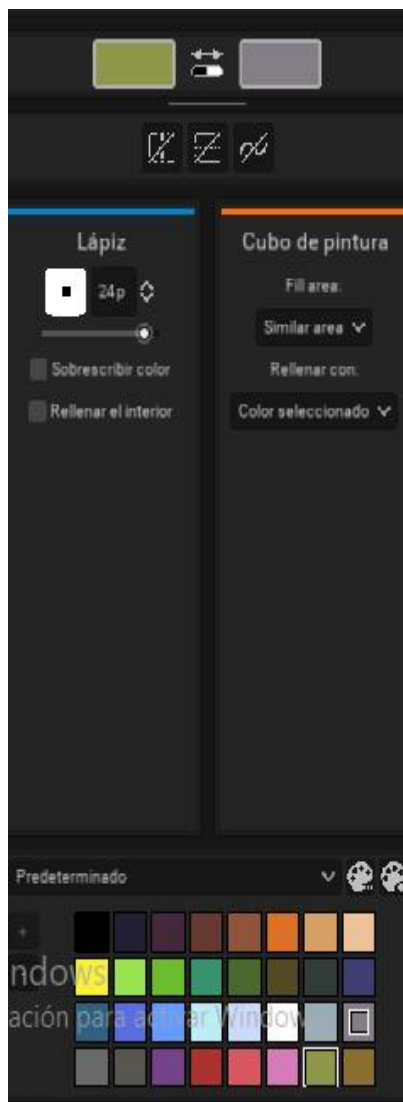 Lápiz
24p
Sobrescribir color
Rellenar el interior
Cubo de pintura
Fill area:
Similar area
Rellenar con:
Color seleccionado
Predeterminado
+
ndows
ación para activar Window